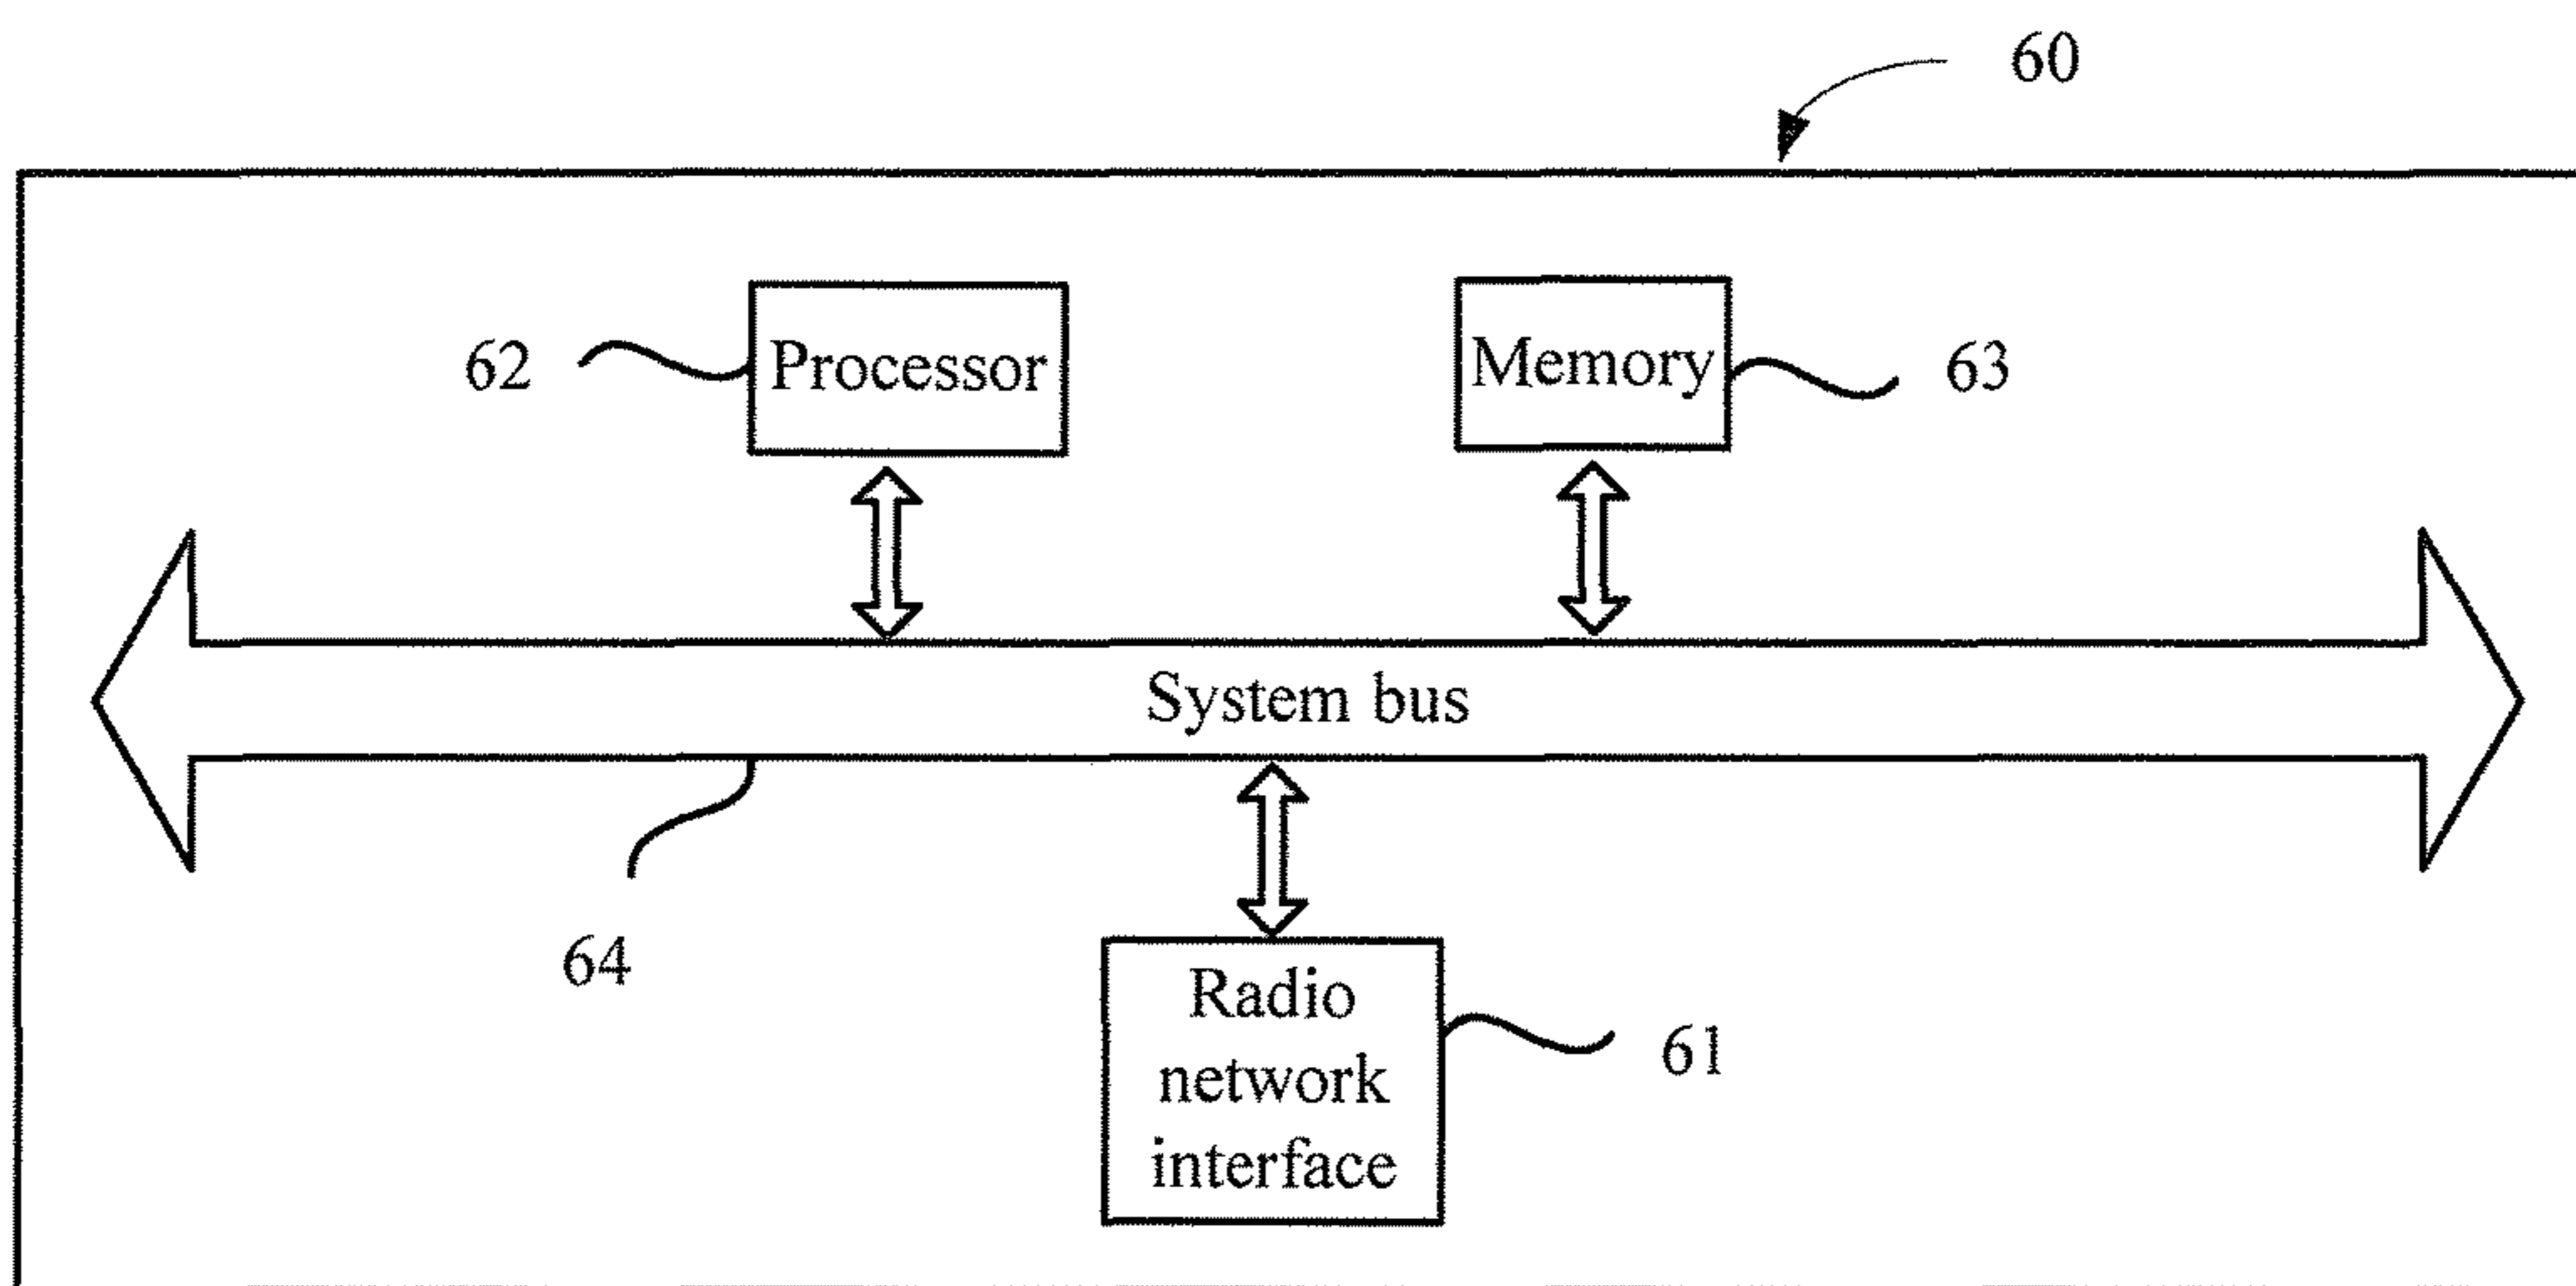 60
62
Processor
Memory
63
System bus
64
Radio
network
interface
61